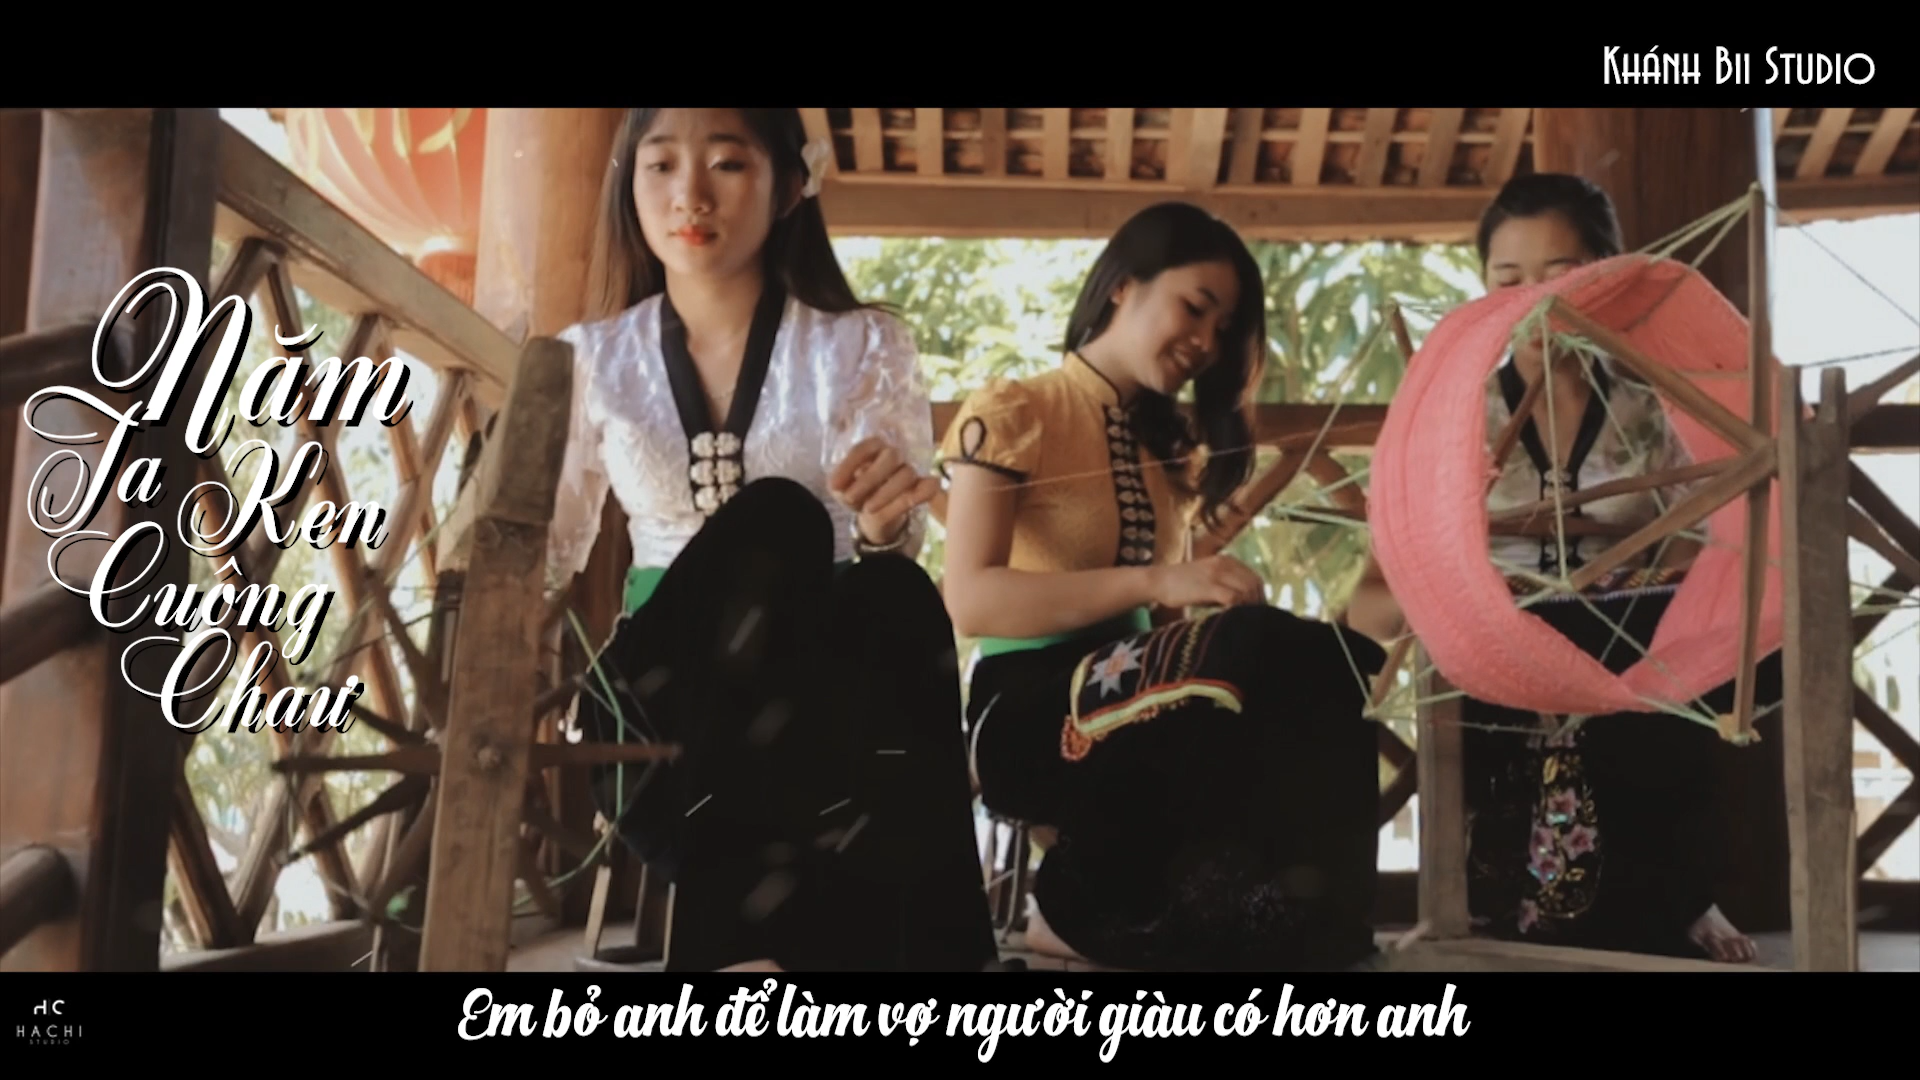 Khánh Bii Studio
Năm
Ta Ken
Cuông
Chaư
HC
HACHI
STUDIO
Em bỏ anh để làm vợ người giàu có hơn anh